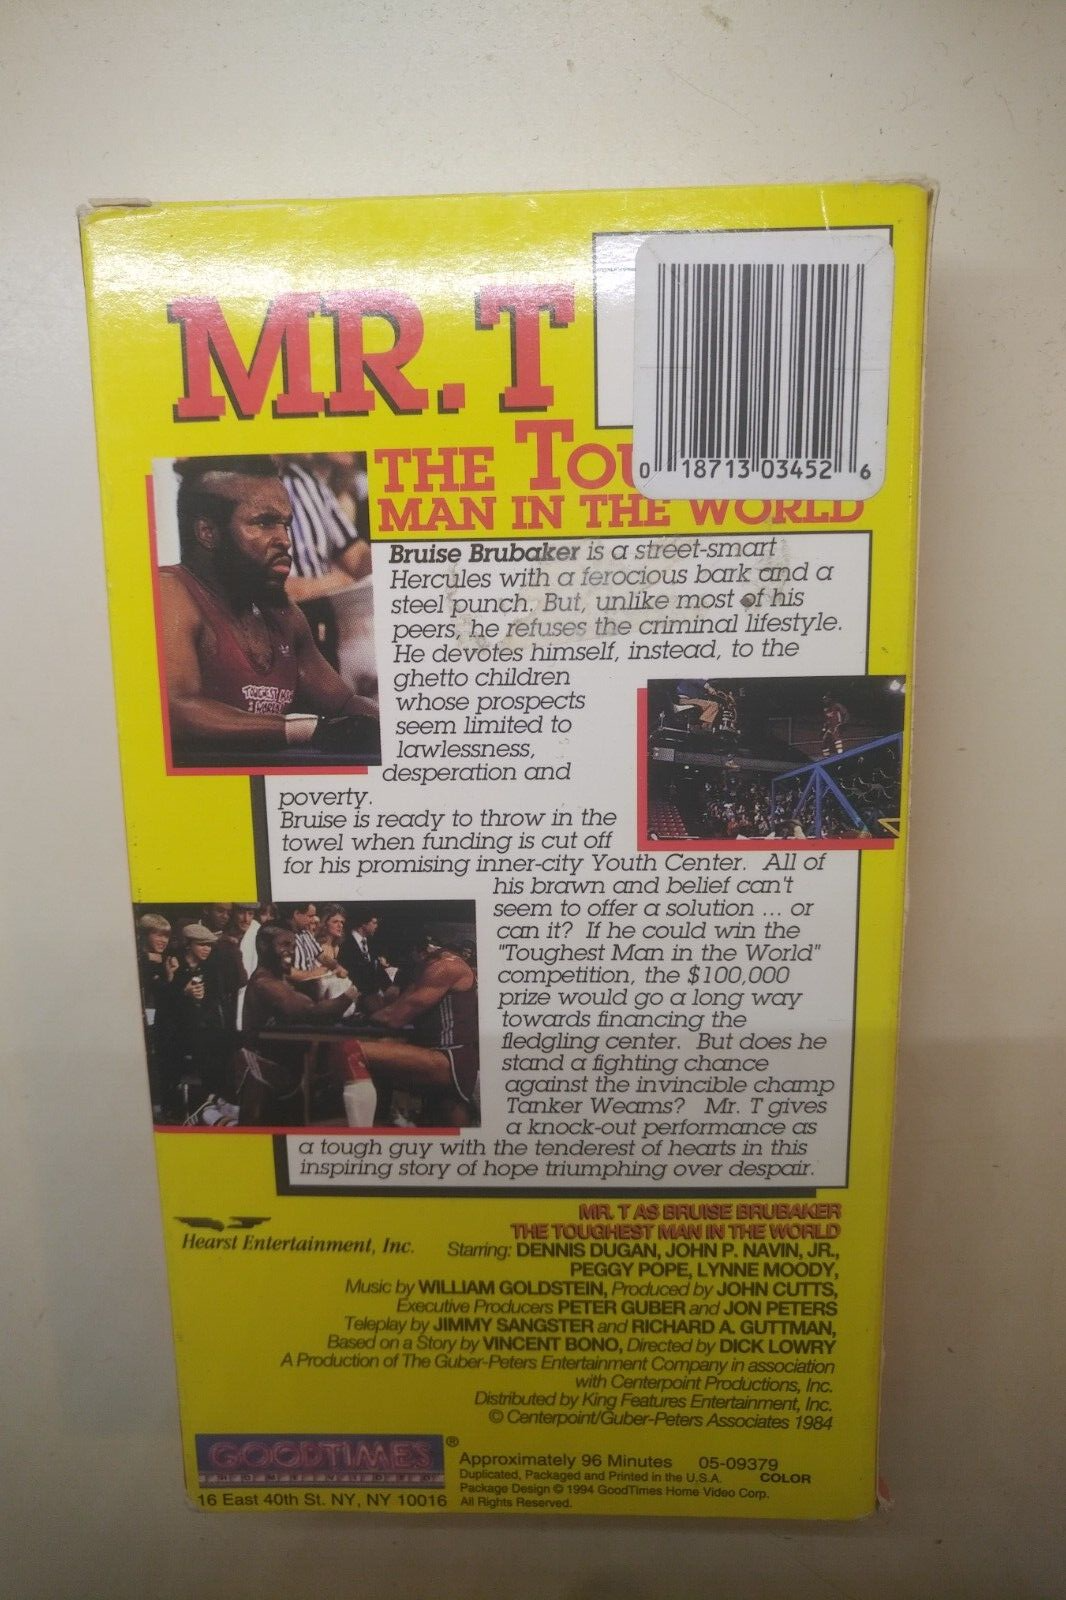 MR. T
THE TOU
MAN IN THE WORLD
0 18713 03452 6
TOUGHEST
Bruise Brubaker is a street-smart
Hercules with a ferocious bark and a
steel punch. But, unlike most of his
peers, he refuses the criminal lifestyle.
He devotes himself, instead, to the
ghetto children
whose prospects
seem limited to
lawlessness,
desperation and
poverty.
Bruise is ready to throw in the
towel when funding is cut off
for his promising inner-city Youth Center. All of
his brawn and belief can't
seem to offer a solution ... or
can it? If he could win the
"Toughest Man in the World"
competition, the $100,000
prize would go a long way
towards financing the
fledgling center. But does he
stand a fighting chance
against the invincible champ
Tanker Weams? Mr. T gives
a knock-out performance as
a tough guy with the tenderest of hearts in this
inspiring story of hope triumphing over despair.
Hearst Entertainment, Inc.
MR. T AS BRUISE BRUBAKER
THE TOUGHEST MAN IN THE WORLD
Starring: DENNIS DUGAN, JOHN P. NAVIN, JR.,
PEGGY POPE, LYNNE MOODY,
Music by WILLIAM GOLDSTEIN, Produced by JOHN CUTTS,
Executive Producers PETER GUBER and JON PETERS
Teleplay by JIMMY SANGSTER and RICHARD A. GUTTMAN,
Based on a Story by VINCENT BONO, Directed by DICK LOWRY
A Production of The Guber-Peters Entertainment Company in association
with Centerpoint Productions, Inc.
Distributed by King Features Entertainment, Inc.
© Centerpoint/Guber-Peters Associates 1984
GOODTIMES ®
HOME VIDEO
16 East 40th St. NY, NY 10016
Approximately 96 Minutes 05-09379
Duplicated, Packaged and Printed in the U.S.A. COLOR
Package Design © 1994 GoodTimes Home Video Corp.
All Rights Reserved.